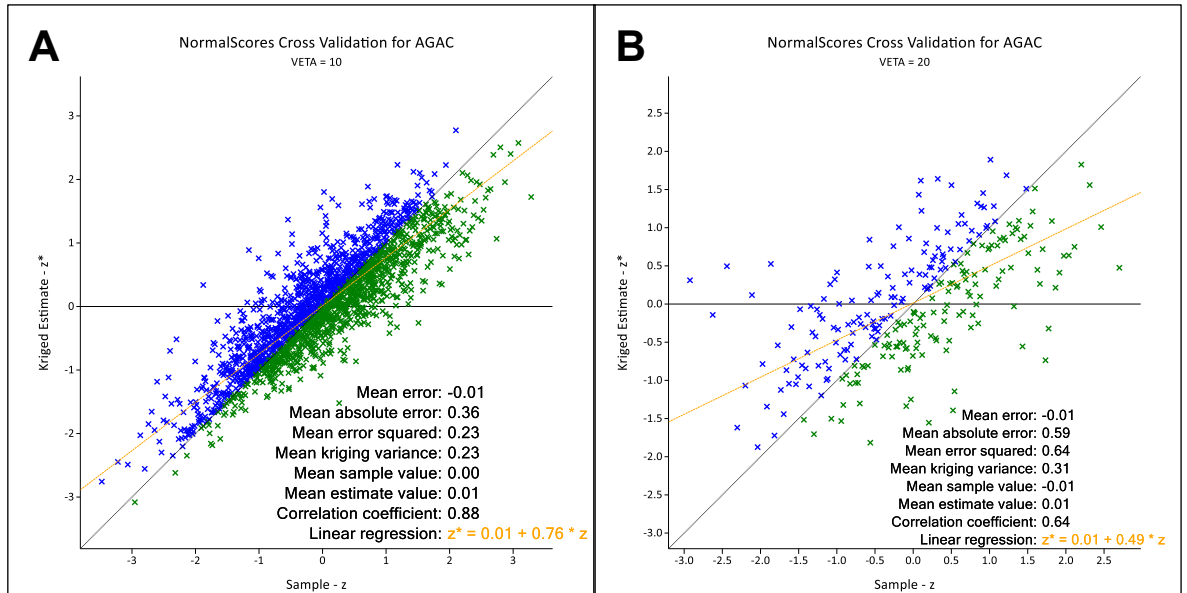 A
NormalScores Cross Validation for AGAC
VETA = 10
Kriged Estimate - z*
3
2
1
0
-1
-2
-3
Mean error: -0.01
Mean absolute error: 0.36
Mean error squared: 0.23
Mean kriging variance: 0.23
Mean sample value: 0.00
Mean estimate value: 0.01
Correlation coefficient: 0.88
Linear regression: z* = 0.01 + 0.76 * z
-3 -2 -1 0 1 2 3
Sample - z
B
NormalScores Cross Validation for AGAC
VETA = 20
Kriged Estimate - z*
2.5
2.0
1.5
1.0
0.5
0.0
-0.5
-1.0
-1.5
-2.0
-2.5
-3.0
Mean error: -0.01
Mean absolute error: 0.59
Mean error squared: 0.64
Mean kriging variance: 0.31
Mean sample value: -0.01
Mean estimate value: 0.01
Correlation coefficient: 0.64
Linear regression: z* = 0.01 + 0.49 * z
-3.0 -2.5 -2.0 -1.5 -1.0 -0.5 0.0 0.5 1.0 1.5 2.0 2.5
Sample - z